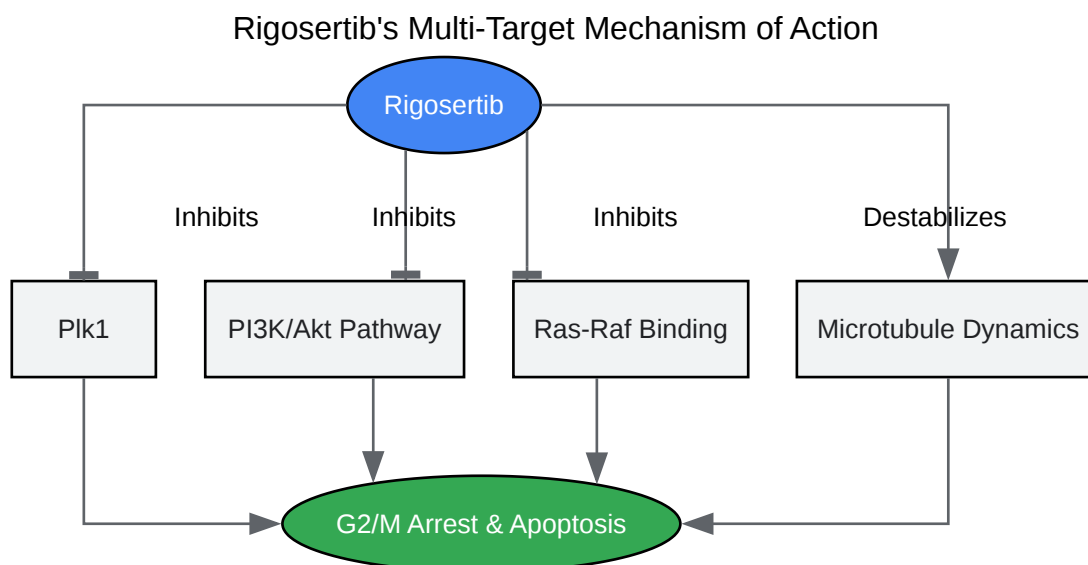 Rigosertib's Multi-Target Mechanism of Action
Rigosertib
Inhibits
Inhibits
Inhibits
Destabilizes
Plk1
PI3K/Akt Pathway
Ras-Raf Binding
Microtubule Dynamics
G2/M Arrest & Apoptosis